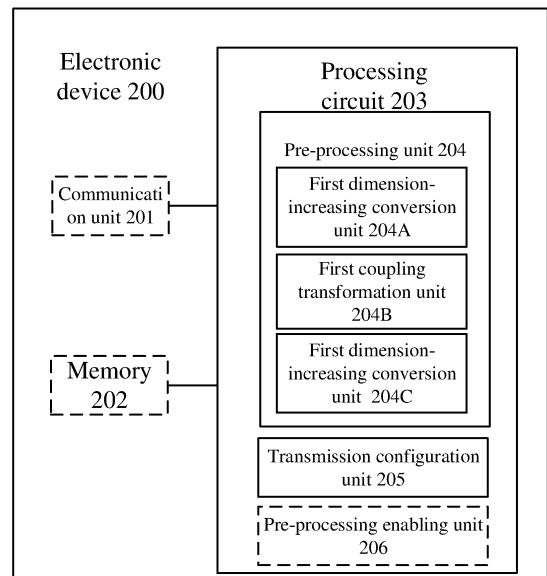 Electronic
device 200
Processing
circuit 203
Pre-processing unit 204
First dimension-
increasing conversion
unit 204A
First coupling
transformation unit
204B
First dimension-
increasing conversion
unit 204C
Communicati
on unit 201
Memory
202
Transmission configuration
unit 205
Pre-processing enabling unit
206